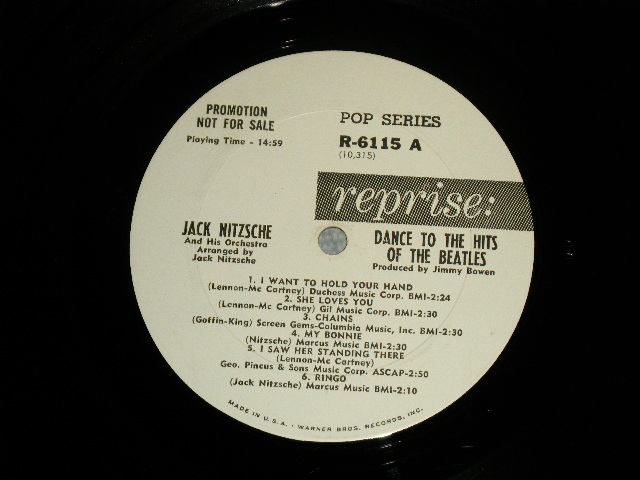 PROMOTION
NOT FOR SALE
Playing Time - 14:59
POP SERIES
R-6115 A
(10,315)
reprise:
JACK NITZSCHE
And His Orchestra
Arranged by
Jack Nitzsche
DANCE TO THE HITS
OF THE BEATLES
Produced by Jimmy Bowen
1. I WANT TO HOLD YOUR HAND
(Lennon-Mc Cartney) Duchess Music Corp. BMI-2:24
2. SHE LOVES YOU
(Lennon-Mc Cartney) Gil Music Corp. BMI-2:30
3. CHAINS
(Goffin-King) Screen Gems-Columbia Music, Inc. BMI-2:30
4. MY BONNIE
(Nitzsche) Marcus Music BMI-2:30
5. I SAW HER STANDING THERE
(Lennon-Mc Cartney)
Geo. Pincus & Sons Music Corp. ASCAP-2:50
6. RINGO
(Jack Nitzsche) Marcus Music BMI-2:10
MADE IN U.S.A. • WARNER BROS. RECORDS, INC.